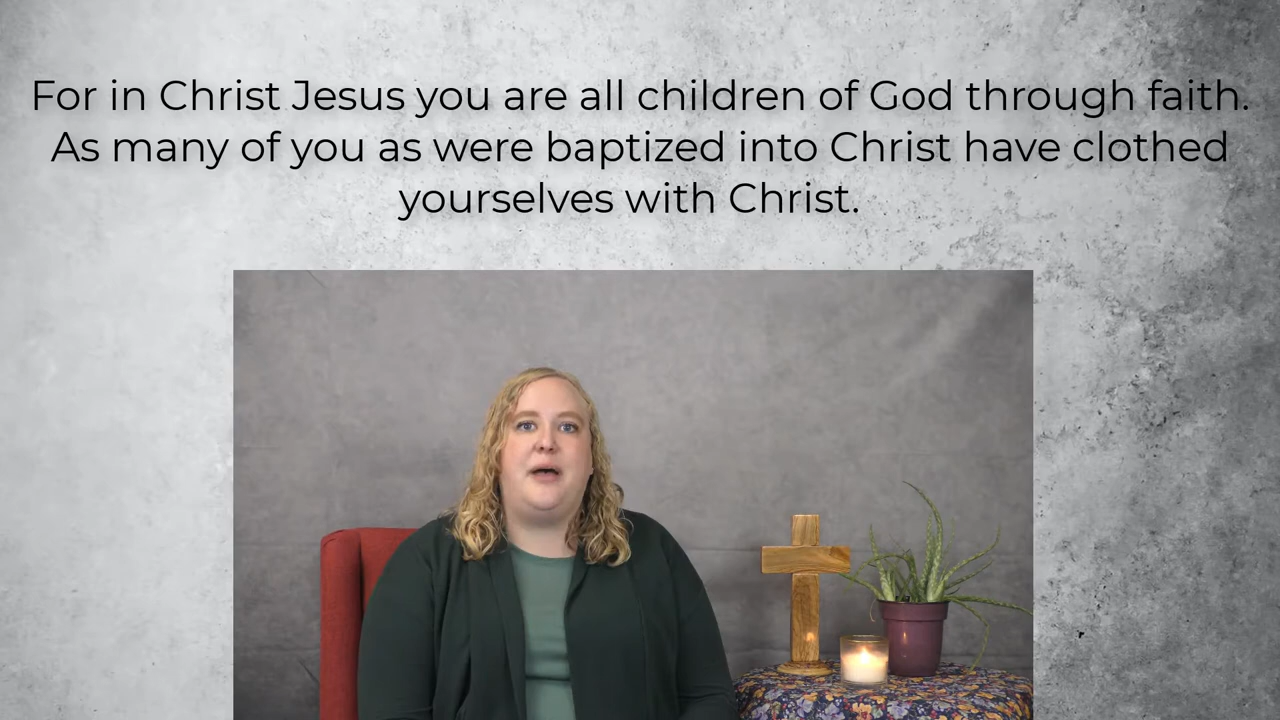 For in Christ Jesus you are all children of God through faith.
As many of you as were baptized into Christ have clothed
yourselves with Christ.